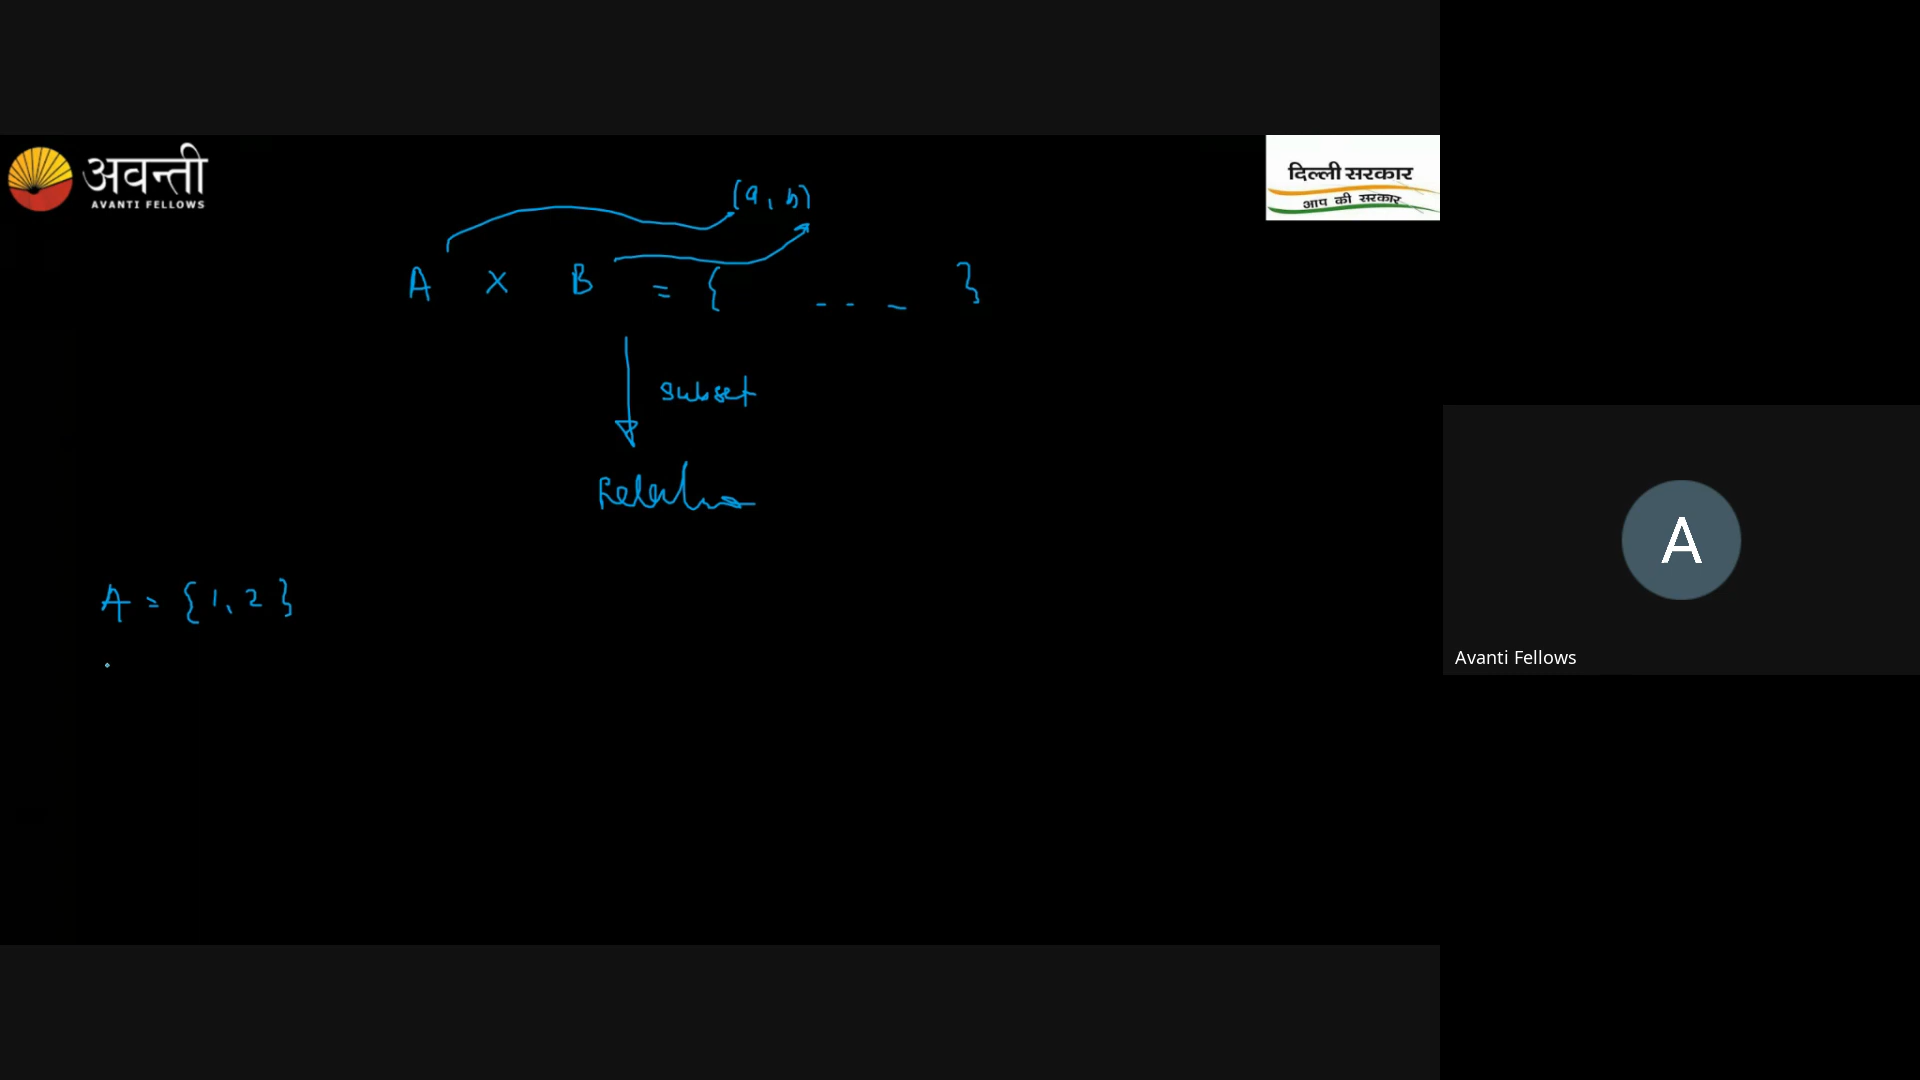 अवन्ती
AVANTI FELLOWS
दिल्ली सरकार
आप की सरकार
(a, b)
A × B = { - - - }
subset
Relation
A = {1, 2}
A
Avanti Fellows